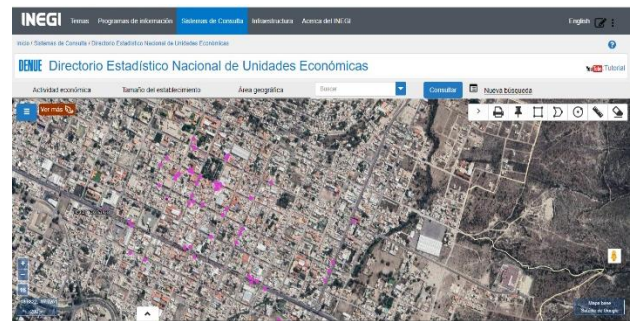 INEGI Temas Programas de información Sistemas de Consulta Infraestructura Acerca del INEGI English
Inicio / Sistemas de Consulta / Directorio Estadístico Nacional de Unidades Económicas
DENUE Directorio Estadístico Nacional de Unidades Económicas
Tutorial
Actividad económica Tamaño del establecimiento Área geográfica Buscar Consultar Nueva búsqueda
Ver más
Mapa base